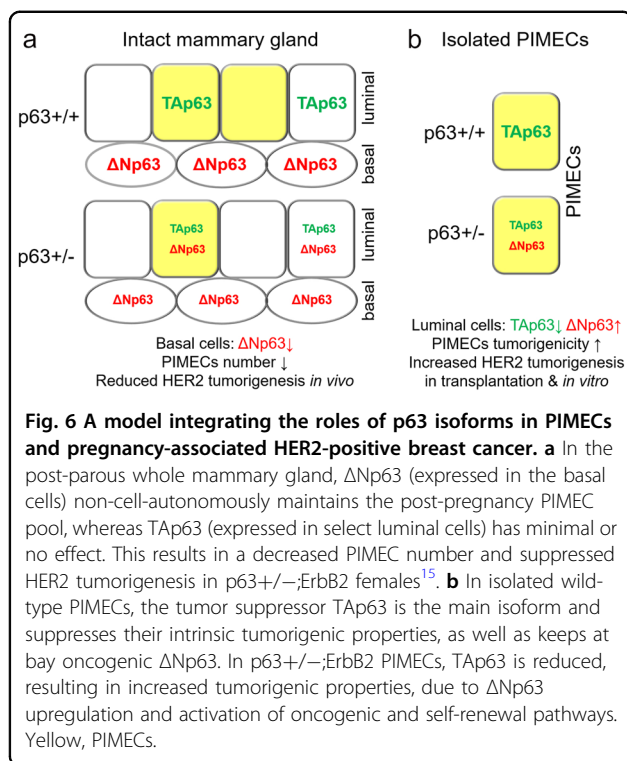 a Intact mammary gland
p63+/+
TAp63 TAp63
luminal
ΔNp63 ΔNp63 ΔNp63
basal
p63+/-
TAp63 TAp63
ΔNp63 ΔNp63
luminal
ΔNp63 ΔNp63 ΔNp63
basal
Basal cells: ΔNp63↓
PIMECs number ↓
Reduced HER2 tumorigenesis in vivo
b Isolated PIMECs
p63+/+
TAp63
p63+/-
TAp63
ΔNp63
PIMECs
Luminal cells: TAp63↓ ΔNp63↑
PIMECs tumorigenicity ↑
Increased HER2 tumorigenesis
in transplantation & in vitro
Fig. 6 A model integrating the roles of p63 isoforms in PIMECs
and pregnancy-associated HER2-positive breast cancer. a In the
post-parous whole mammary gland, ΔNp63 (expressed in the basal
cells) non-cell-autonomously maintains the post-pregnancy PIMEC
pool, whereas TAp63 (expressed in select luminal cells) has minimal or
no effect. This results in a decreased PIMEC number and suppressed
HER2 tumorigenesis in p63+/−;ErbB2 females15. b In isolated wild-
type PIMECs, the tumor suppressor TAp63 is the main isoform and
suppresses their intrinsic tumorigenic properties, as well as keeps at
bay oncogenic ΔNp63. In p63+/−;ErbB2 PIMECs, TAp63 is reduced,
resulting in increased tumorigenic properties, due to ΔNp63
upregulation and activation of oncogenic and self-renewal pathways.
Yellow, PIMECs.